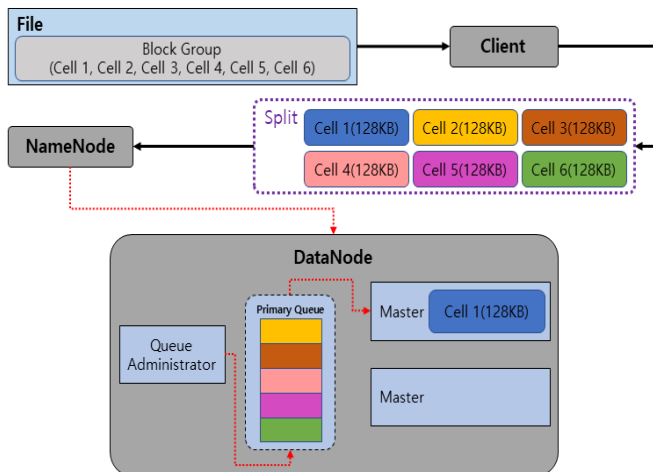 File
Block Group
(Cell 1, Cell 2, Cell 3, Cell 4, Cell 5, Cell 6)
Client
Split
Cell 1(128KB)
Cell 2(128KB)
Cell 3(128KB)
NameNode
Cell 4(128KB)
Cell 5(128KB)
Cell 6(128KB)
DataNode
Primary Queue
Master
Cell 1(128KB)
Queue
Administrator
Master